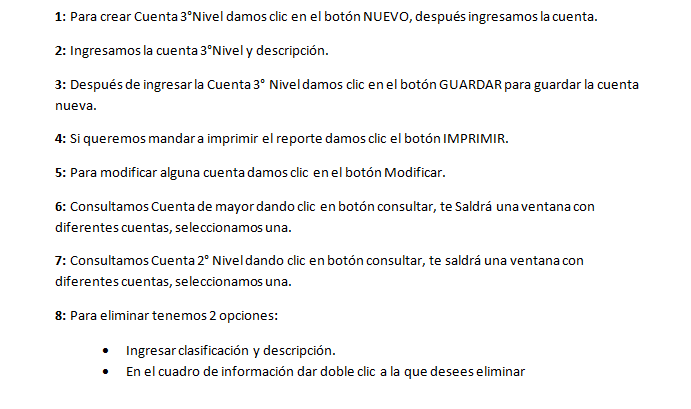 1: Para crear Cuenta 3°Nivel damos clic en el botón NUEVO, después ingresamos la cuenta.
2: Ingresamos la cuenta 3°Nivel y descripción.
3: Después de ingresar la Cuenta 3° Nivel damos clic en el botón GUARDAR para guardar la cuenta
nueva.
4: Si queremos mandar a imprimir el reporte damos clic el botón IMPRIMIR.
5: Para modificar alguna cuenta damos clic en el botón Modificar.
6: Consultamos Cuenta de mayor dando clic en botón consultar, te Saldrá una ventana con
diferentes cuentas, seleccionamos una.
7: Consultamos Cuenta 2° Nivel dando clic en botón consultar, te saldrá una ventana con
diferentes cuentas, seleccionamos una.
8: Para eliminar tenemos 2 opciones:
• Ingresar clasificación y descripción.
• En el cuadro de información dar doble clic a la que desees eliminar